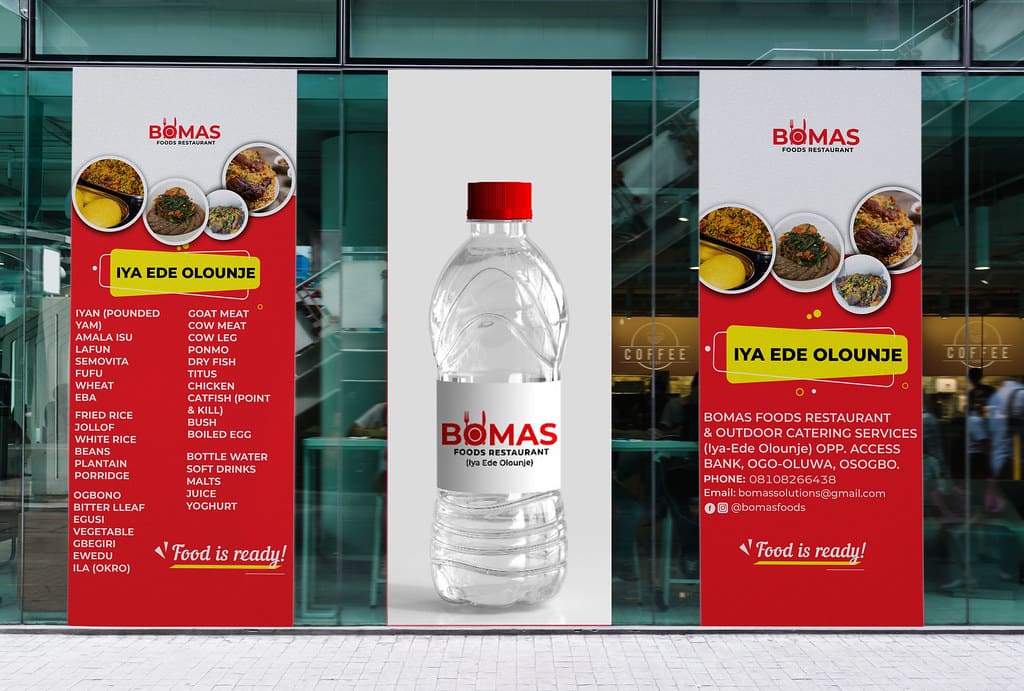 BOMAS
FOODS RESTAURANT
IYA EDE OLOUNJE
IYAN (POUNDED
YAM)
AMALA ISU
LAFUN
SEMOVITA
FUFU
WHEAT
EBA
FRIED RICE
JOLLOF
WHITE RICE
BEANS
PLANTAIN
PORRIDGE
OGBONO
BITTER LLEAF
EGUSI
VEGETABLE
GBEGIRI
EWEDU
ILA (OKRO)
GOAT MEAT
COW MEAT
COW LEG
PONMO
DRY FISH
TITUS
CHICKEN
CATFISH (POINT
& KILL)
BUSH
BOILED EGG
BOTTLE WATER
SOFT DRINKS
MALTS
JUICE
YOGHURT
Food is ready!
BOMAS
FOODS RESTAURANT
(Iya Ede Olounje)
COFFEE
BOMAS
FOODS RESTAURANT
IYA EDE OLOUNJE
BOMAS FOODS RESTAURANT
& OUTDOOR CATERING SERVICES
(Iya-Ede Olounje) OPP. ACCESS
BANK, OGO-OLUWA, OSOGBO.
PHONE: 08108266438
Email: bomassolutions@gmail.com
@bomasfoods
Food is ready!
COFFEE